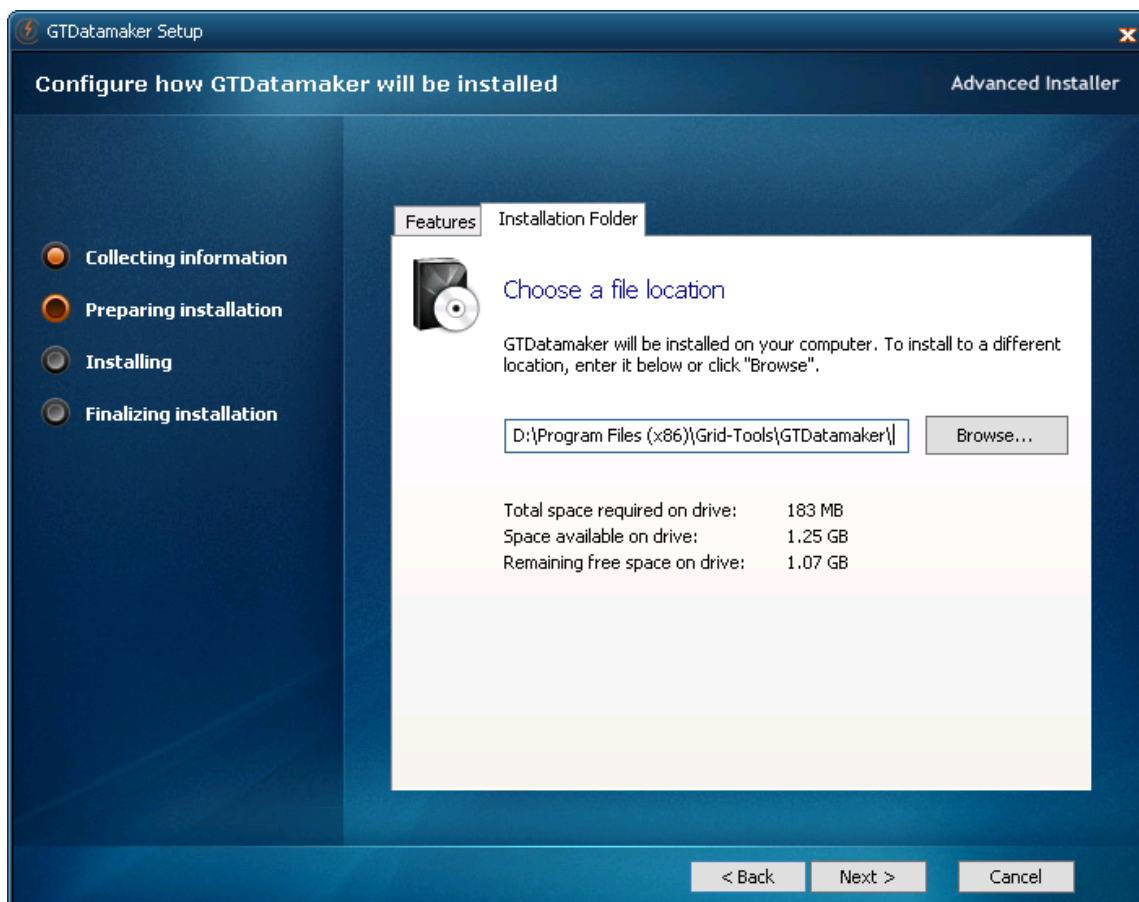 GTDatamaker Setup
Configure how GTDatamaker will be installed
Advanced Installer
Collecting information
Preparing installation
Installing
Finalizing installation
Features
Installation Folder
Choose a file location
GTDatamaker will be installed on your computer. To install to a different
location, enter it below or click "Browse".
D:\Program Files (x86)\Grid-Tools\GTDatamaker\
Browse...
Total space required on drive: 183 MB
Space available on drive: 1.25 GB
Remaining free space on drive: 1.07 GB
< Back
Next >
Cancel